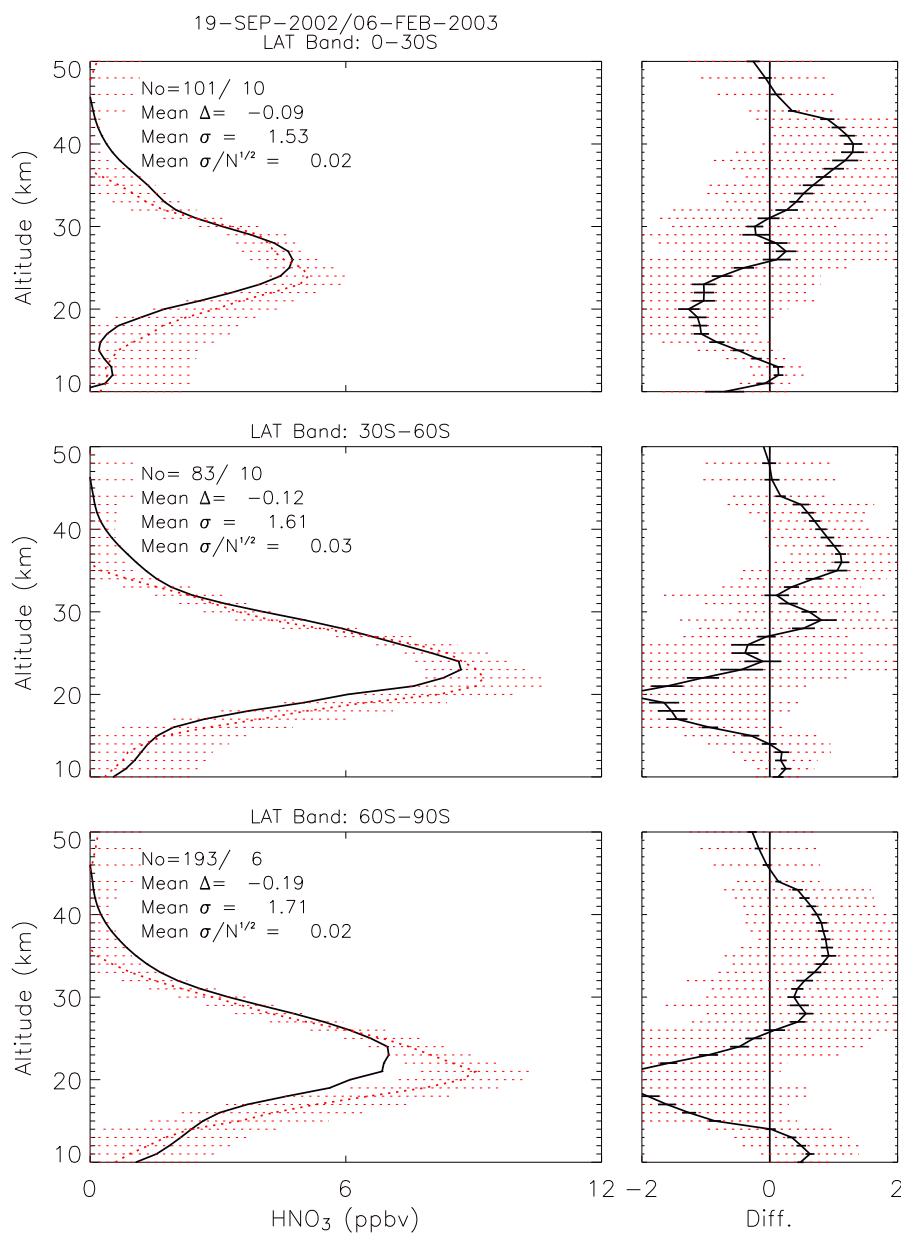 19-SEP-2002/06-FEB-2003
LAT Band: 0-30S
No=101/ 10
Mean Δ= -0.09
Mean σ = 1.53
Mean σ/N^1/2 = 0.02
50
40
30
20
10
Altitude (km)
LAT Band: 30S-60S
No= 83/ 10
Mean Δ= -0.12
Mean σ = 1.61
Mean σ/N^1/2 = 0.03
50
40
30
20
10
Altitude (km)
LAT Band: 60S-90S
No=193/ 6
Mean Δ= -0.19
Mean σ = 1.71
Mean σ/N^1/2 = 0.02
50
40
30
20
10
Altitude (km)
0 6 12
HNO₃ (ppbv)
-2 0 2
Diff.